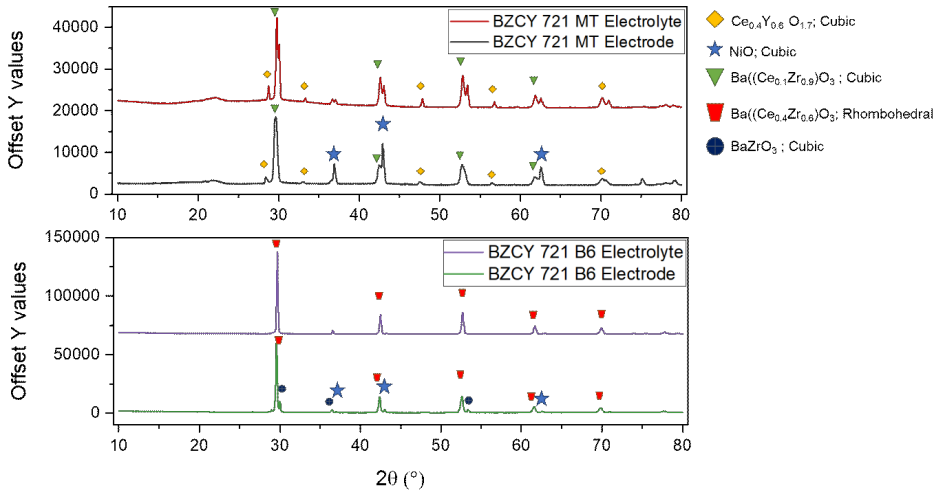 Offset Y values
40000
30000
20000
10000
0
10 20 30 40 50 60 70 80
BZCY 721 MT Electrolyte
BZCY 721 MT Electrode
Offset Y values
150000
100000
50000
0
10 20 30 40 50 60 70 80
BZCY 721 B6 Electrolyte
BZCY 721 B6 Electrode
2θ (°)
Ce₀.₄Y₀.₆ O₁.₇; Cubic
NiO; Cubic
Ba((Ce₀.₁Zr₀.₉)O₃ ; Cubic
Ba((Ce₀.₄Zr₀.₆)O₃; Rhombohedral
BaZrO₃ ; Cubic